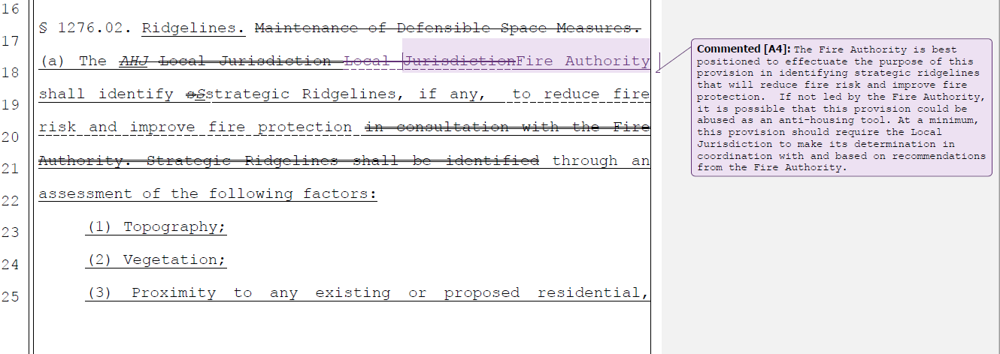 16
§ 1276.02. Ridgelines. Maintenance of Defensible Space Measures.
17
(a) The AHJ Local Jurisdiction Local JurisdictionFire Authority
18
shall identify sSstrategic Ridgelines, if any, to reduce fire
19
risk and improve fire protection in consultation with the Fire
20
Authority. Strategic Ridgelines shall be identified through an
21
assessment of the following factors:
22
(1) Topography;
23
(2) Vegetation;
24
(3) Proximity to any existing or proposed residential,
25
Commented [A4]: The Fire Authority is best
positioned to effectuate the purpose of this
provision in identifying strategic ridgelines
that will reduce fire risk and improve fire
protection. If not led by the Fire Authority,
it is possible that this provision could be
abused as an anti-housing tool. At a minimum,
this provision should require the Local
Jurisdiction to make its determination in
coordination with and based on recommendations
from the Fire Authority.